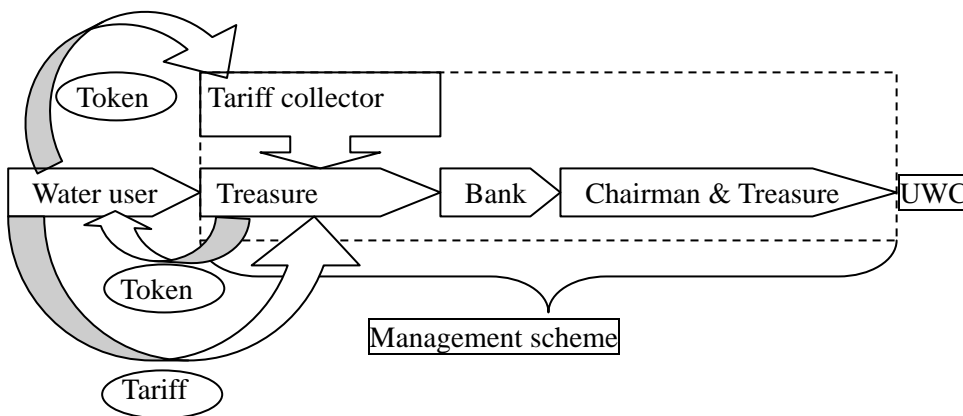 Token
Tariff collector
Water user
Treasure
Bank
Chairman & Treasure
UWC
Token
Management scheme
Tariff